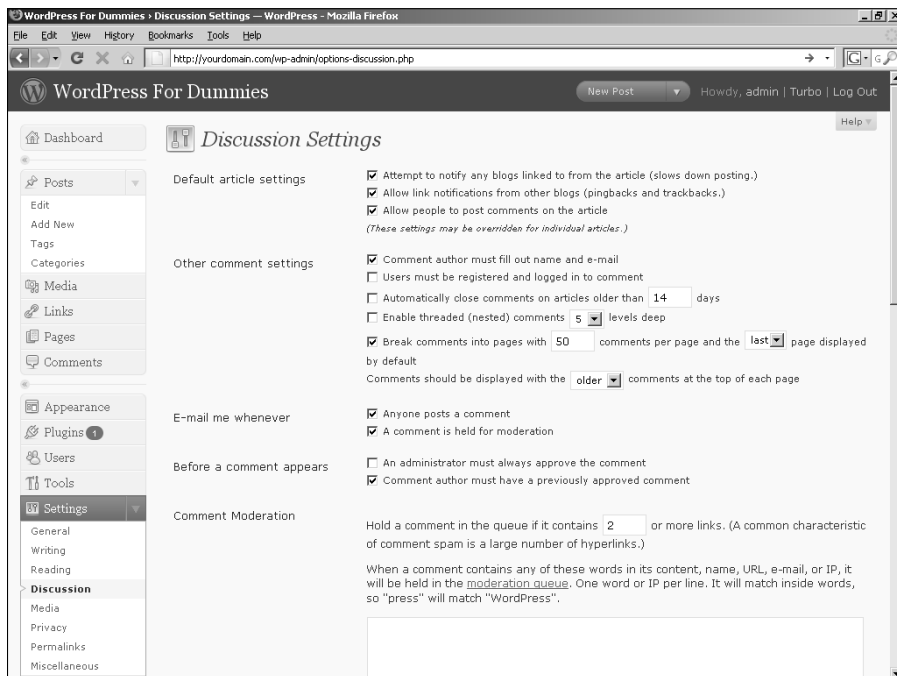 WordPress For Dummies › Discussion Settings — WordPress - Mozilla Firefox
File Edit View History Bookmarks Tools Help
http://yourdomain.com/wp-admin/options-discussion.php
G G
WordPress For Dummies
New Post
Howdy, admin | Turbo | Log Out
Help
Dashboard
Posts
Edit
Add New
Tags
Categories
Media
Links
Pages
Comments
Appearance
Plugins 1
Users
Tools
Settings
General
Writing
Reading
Discussion
Media
Privacy
Permalinks
Miscellaneous
Discussion Settings
Default article settings
Attempt to notify any blogs linked to from the article (slows down posting.)
Allow link notifications from other blogs (pingbacks and trackbacks.)
Allow people to post comments on the article
(These settings may be overridden for individual articles.)
Other comment settings
Comment author must fill out name and e-mail
Users must be registered and logged in to comment
Automatically close comments on articles older than 14 days
Enable threaded (nested) comments 5 levels deep
Break comments into pages with 50 comments per page and the last page displayed
by default
Comments should be displayed with the older comments at the top of each page
E-mail me whenever
Anyone posts a comment
A comment is held for moderation
Before a comment appears
An administrator must always approve the comment
Comment author must have a previously approved comment
Comment Moderation
Hold a comment in the queue if it contains 2 or more links. (A common characteristic
of comment spam is a large number of hyperlinks.)
When a comment contains any of these words in its content, name, URL, e-mail, or IP, it
will be held in the moderation queue. One word or IP per line. It will match inside words,
so "press" will match "WordPress".